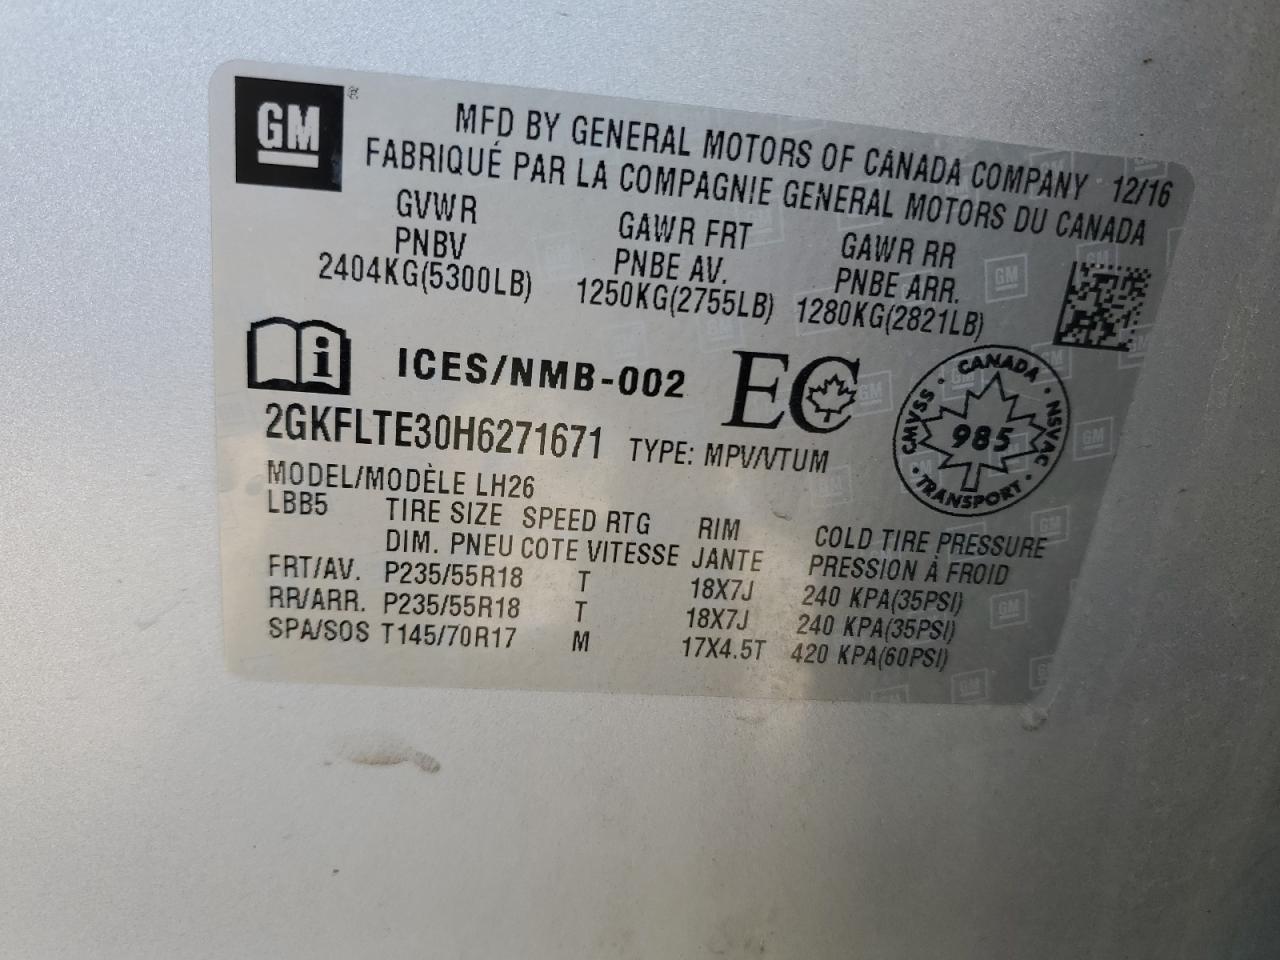 GM ®
MFD BY GENERAL MOTORS OF CANADA COMPANY 12/16
FABRIQUÉ PAR LA COMPAGNIE GENERAL MOTORS DU CANADA
GVWR GAWR FRT GAWR RR
PNBV PNBE AV. PNBE ARR.
2404KG(5300LB) 1250KG(2755LB) 1280KG(2821LB)
i ICES/NMB-002 EC
CANADA · NSVAC · TRANSPORT · CMVSS ·
985
2GKFLTE30H6271671 TYPE: MPV/VTUM
MODEL/MODÈLE LH26
LBB5 TIRE SIZE SPEED RTG RIM COLD TIRE PRESSURE
DIM. PNEU COTE VITESSE JANTE PRESSION À FROID
FRT/AV. P235/55R18 T 18X7J 240 KPA(35PSI)
RR/ARR. P235/55R18 T 18X7J 240 KPA(35PSI)
SPA/SOS T145/70R17 M 17X4.5T 420 KPA(60PSI)